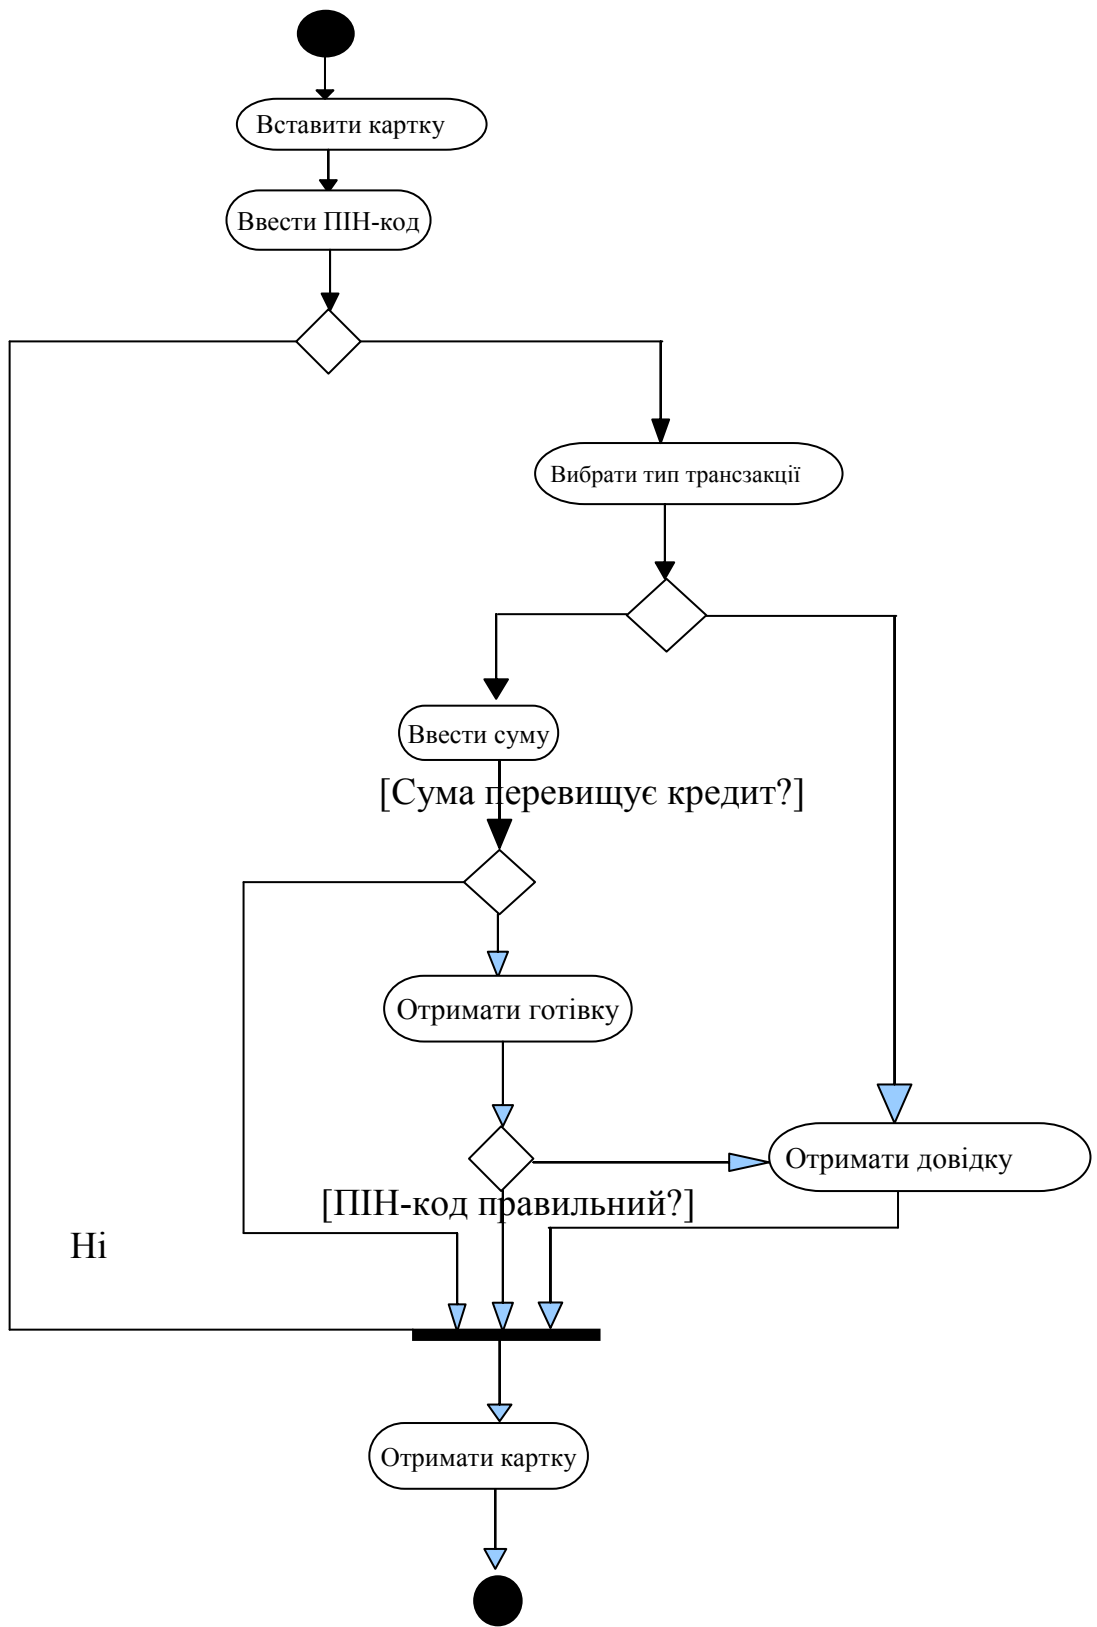 Вставити картку
Ввести ПІН-код
Вибрати тип трансзакції
Ввести суму
[Сума перевищує кредит?]
Отримати готівку
Отримати довідку
[ПІН-код правильний?]
Ні
Отримати картку